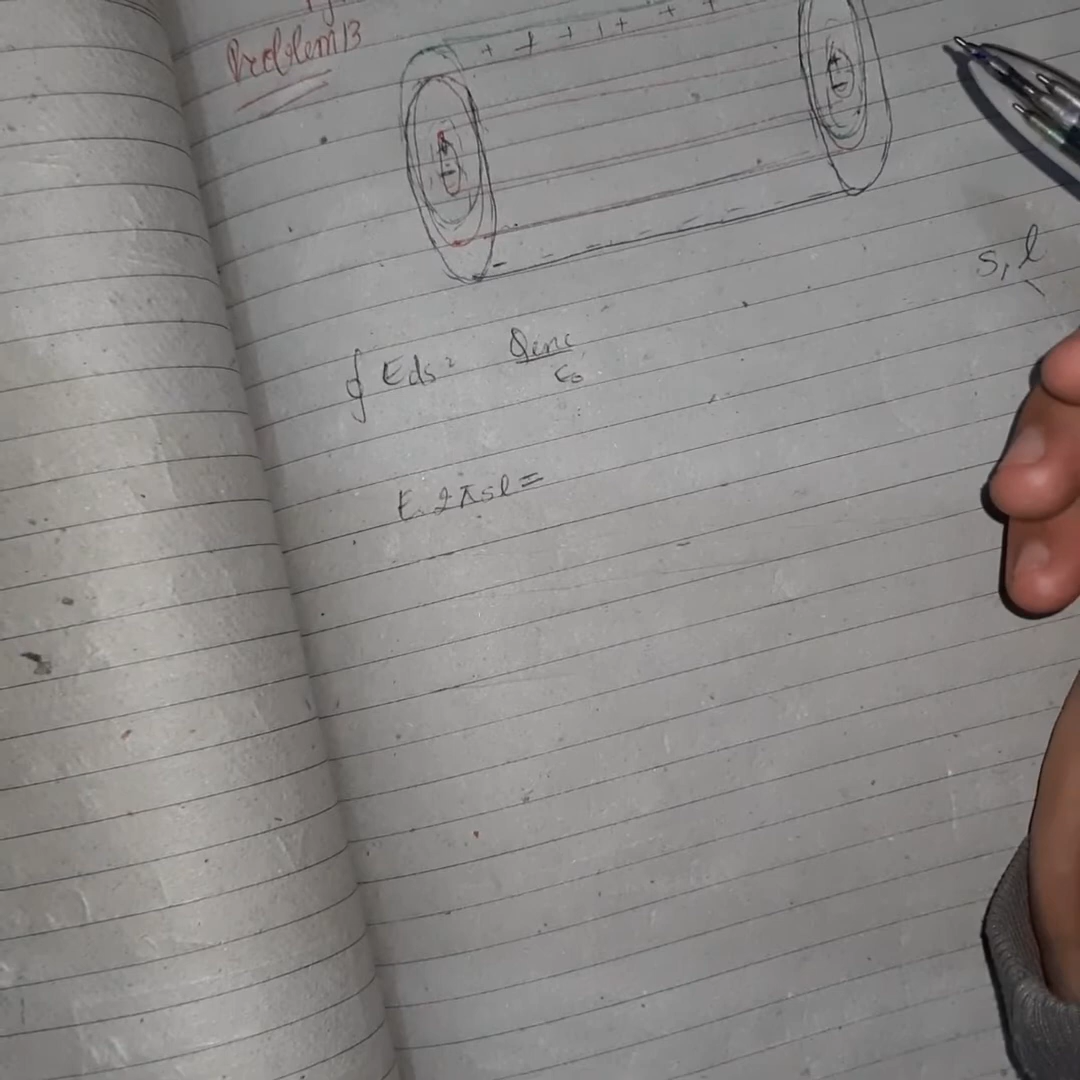 Problem 13
+ + + + + + +
s, l
∮ E ds = Qenc / ε₀
E. 2πsl =